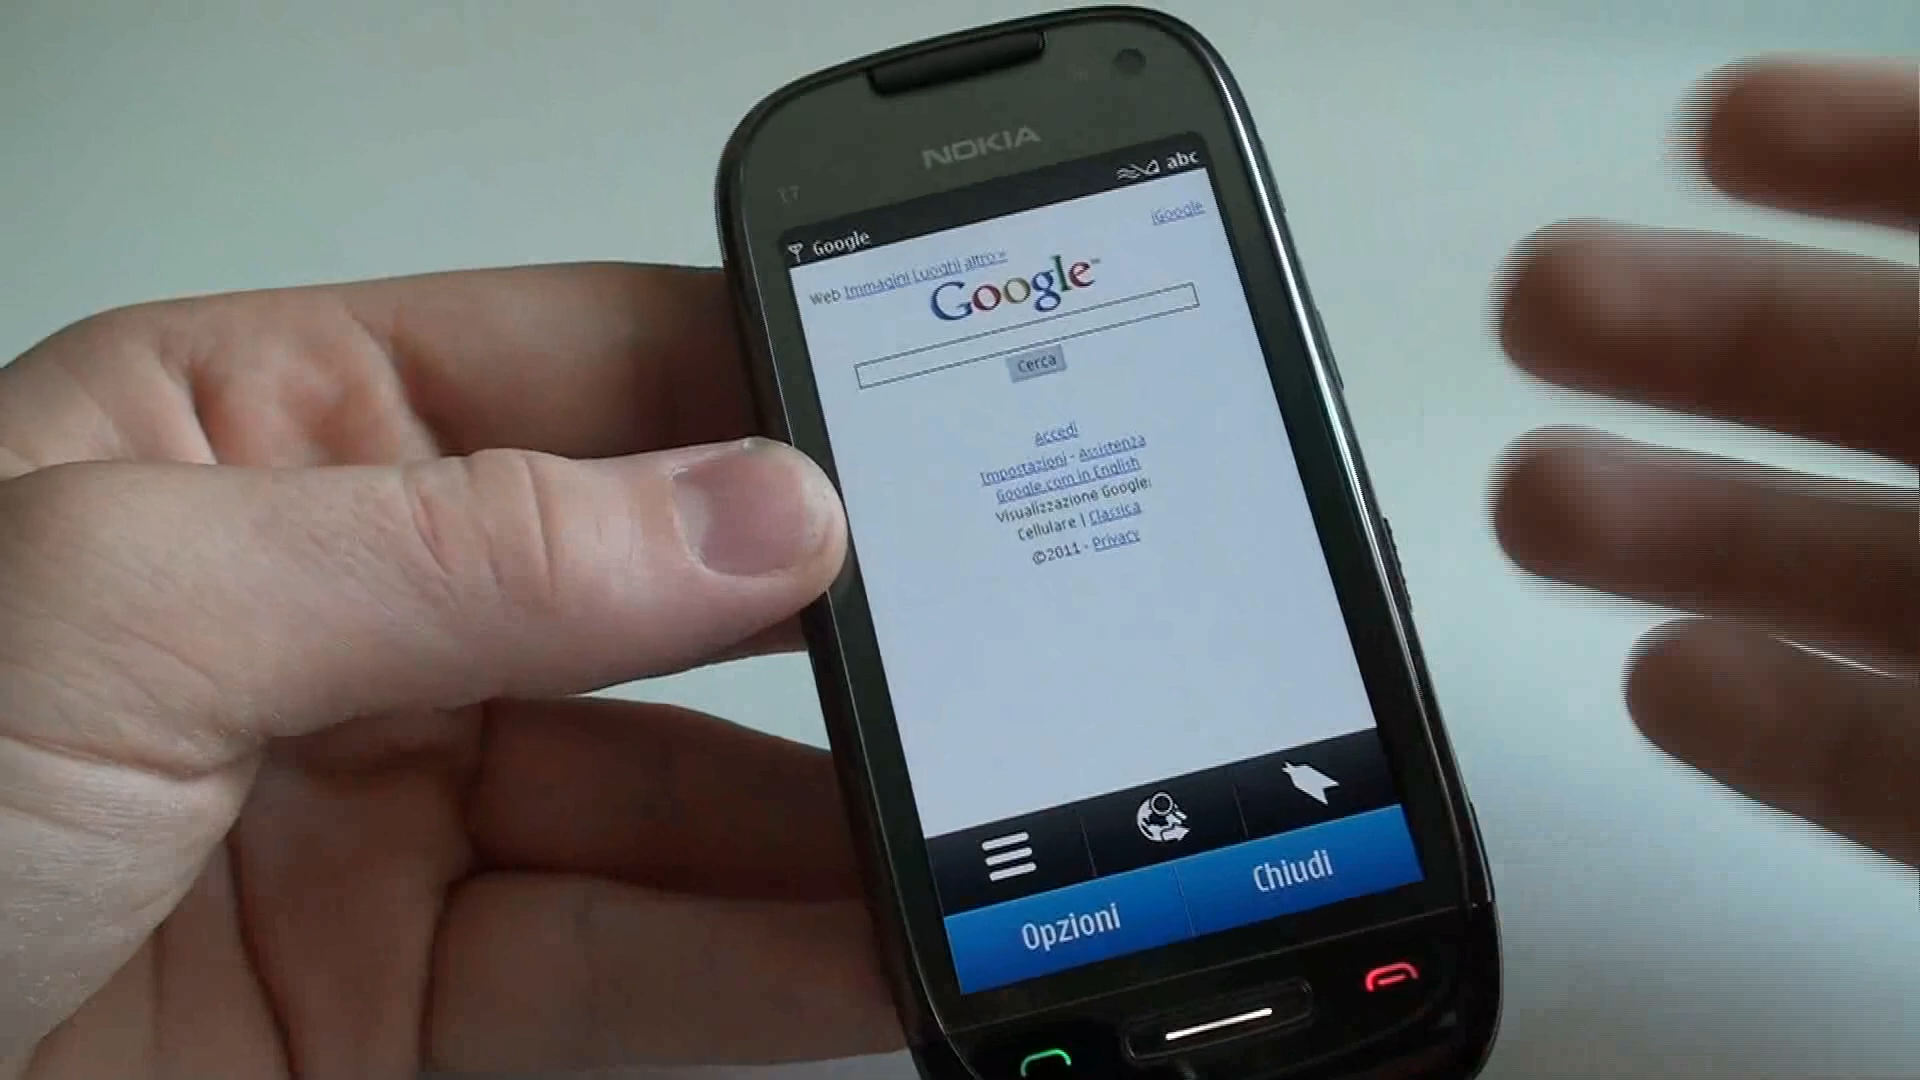 NOKIA
abc
Google
iGoogle
Web Immagini Luoghi altro »
Google™
Cerca
Accedi
Impostazioni - Assistenza
Google.com in English
Visualizzazione Google:
Cellulare | Classica
©2011 - Privacy
Opzioni
Chiudi